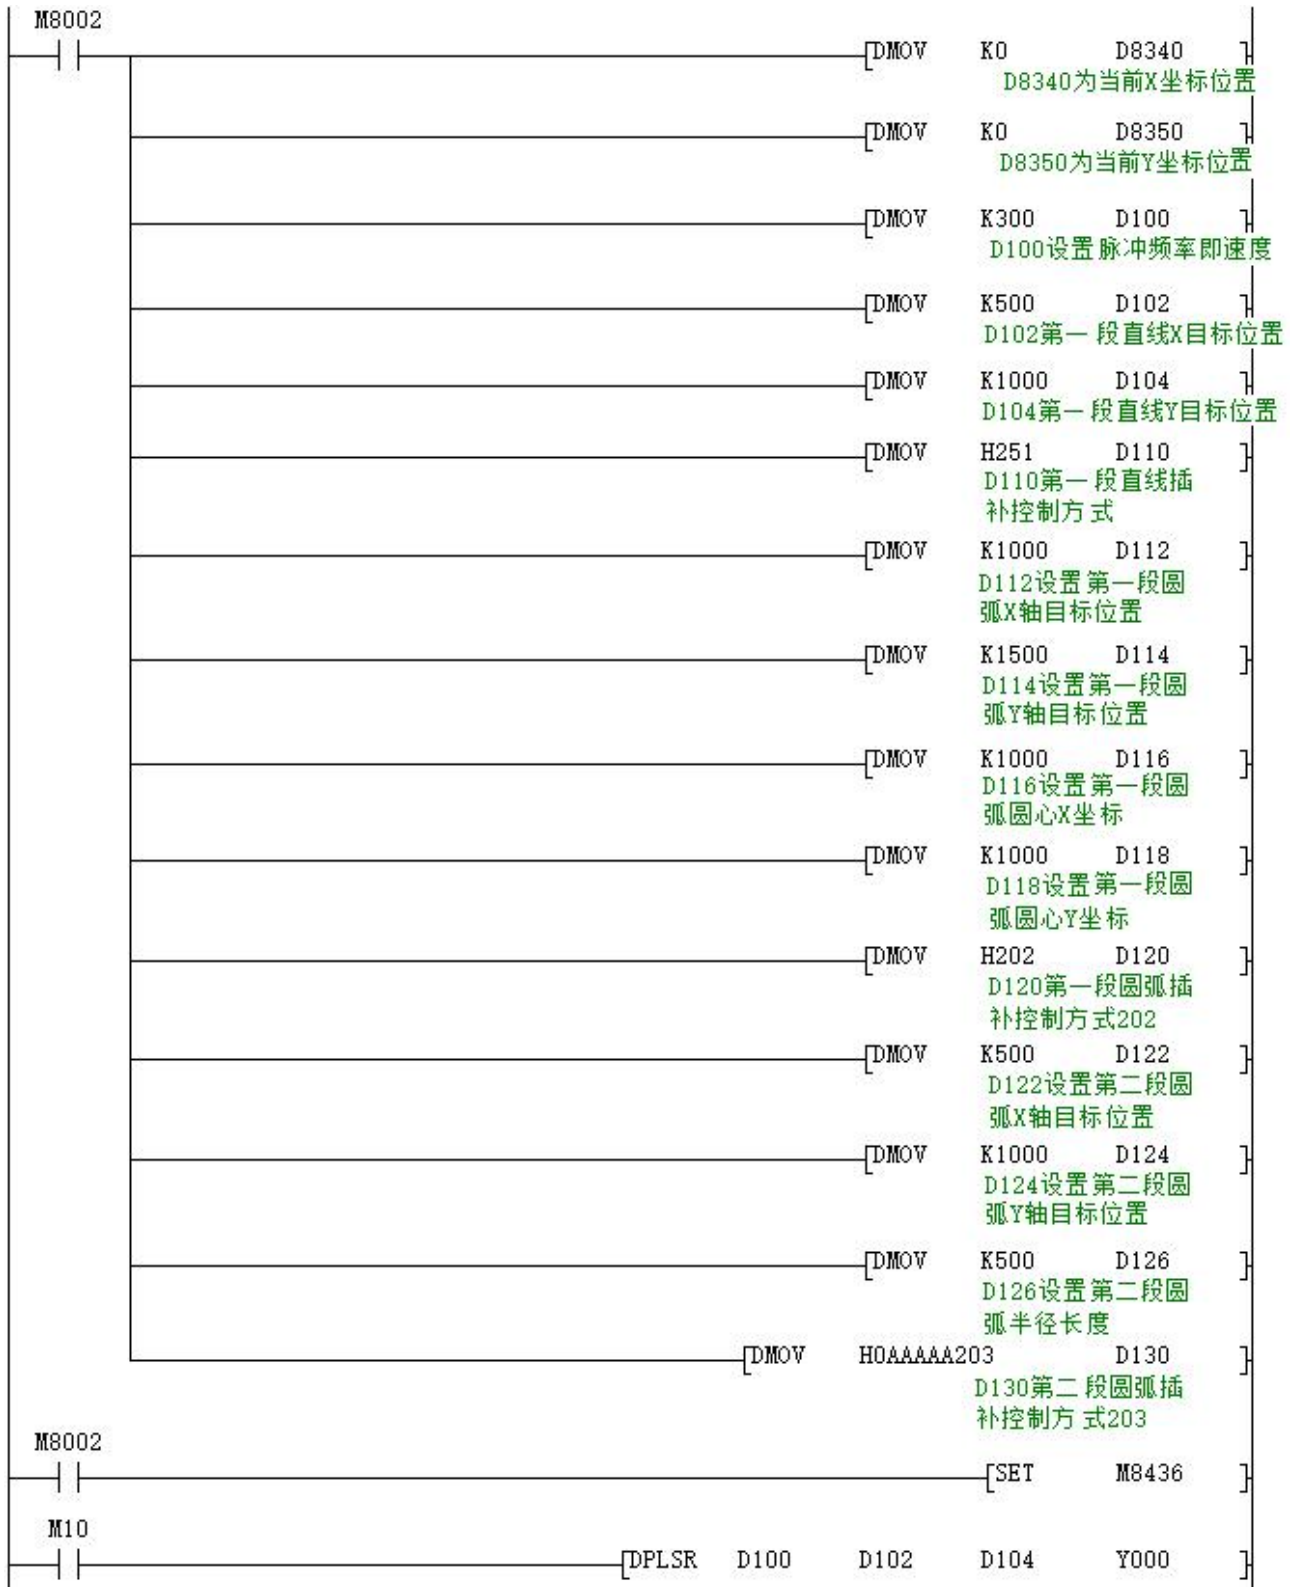 M8002
DMOV K0 D8340
D8340为当前X坐标位置
DMOV K0 D8350
D8350为当前Y坐标位置
DMOV K300 D100
D100设置脉冲频率即速度
DMOV K500 D102
D102第一段直线X目标位置
DMOV K1000 D104
D104第一段直线Y目标位置
DMOV H251 D110
D110第一段直线插
补控制方式
DMOV K1000 D112
D112设置第一段圆
弧X轴目标位置
DMOV K1500 D114
D114设置第一段圆
弧Y轴目标位置
DMOV K1000 D116
D116设置第一段圆
弧圆心X坐标
DMOV K1000 D118
D118设置第一段圆
弧圆心Y坐标
DMOV H202 D120
D120第一段圆弧插
补控制方式202
DMOV K500 D122
D122设置第二段圆
弧X轴目标位置
DMOV K1000 D124
D124设置第二段圆
弧Y轴目标位置
DMOV K500 D126
D126设置第二段圆
弧半径长度
DMOV H0AAAAA203 D130
D130第二段圆弧插
补控制方式203
M8002
SET M8436
M10
DPLSR D100 D102 D104 Y000